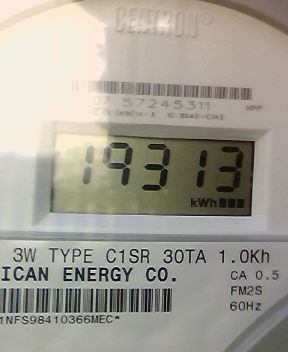 CENTRON®
07 57245311 HPP
19313
kWh
3W TYPE C1SR 30TA 1.0Kh
ICAN ENERGY CO. CA 0.5
FM2S
60Hz
1NFS98410366MEC*